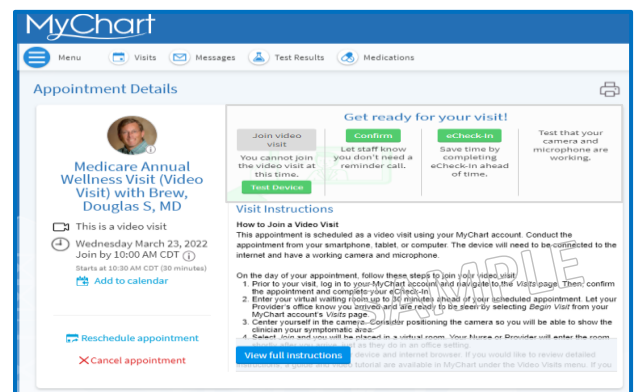 MyChart
Menu Visits Messages Test Results Medications
Appointment Details
Medicare Annual
Wellness Visit (Video
Visit) with Brew,
Douglas S, MD
This is a video visit
Wednesday March 23, 2022
Join by 10:00 AM CDT
Starts at 10:30 AM CDT (30 minutes)
Add to calendar
Reschedule appointment
Cancel appointment
Get ready for your visit!
Join video
visit
You cannot join
the video visit at
this time.
Test Device
Confirm
Let staff know
you don't need a
reminder call.
eCheck-In
Save time by
completing
eCheck-In ahead
of time.
Test that your
camera and
microphone are
working.
Visit Instructions
How to Join a Video Visit
This appointment is scheduled as a video visit using your MyChart account. Conduct the
appointment from your smartphone, tablet, or computer. The device will need to be connected to the
internet and have a working camera and microphone.
On the day of your appointment, follow these steps to join your video visit
1. Prior to your visit, log in to your MyChart account and navigate to the Visits page. Then, confirm
the appointment and complete your eCheck-In.
2. Enter your virtual waiting room up to 30 minutes ahead of your scheduled appointment. Let your
Provider's office know you arrived and are ready to be seen by selecting Begin Visit from your
MyChart account's Visits page.
3. Center yourself in the camera. Consider positioning the camera so you will be able to show the
clinician your symptomatic area.
4. Select Join and you will be placed in a virtual room. Your Nurse or Provider will enter the room
as they do in an office setting.
View full instructions
device and internet browser. If you would like to review detailed
video tutorial are available in MyChart under the Video Visits menu. If you
SAMPLE